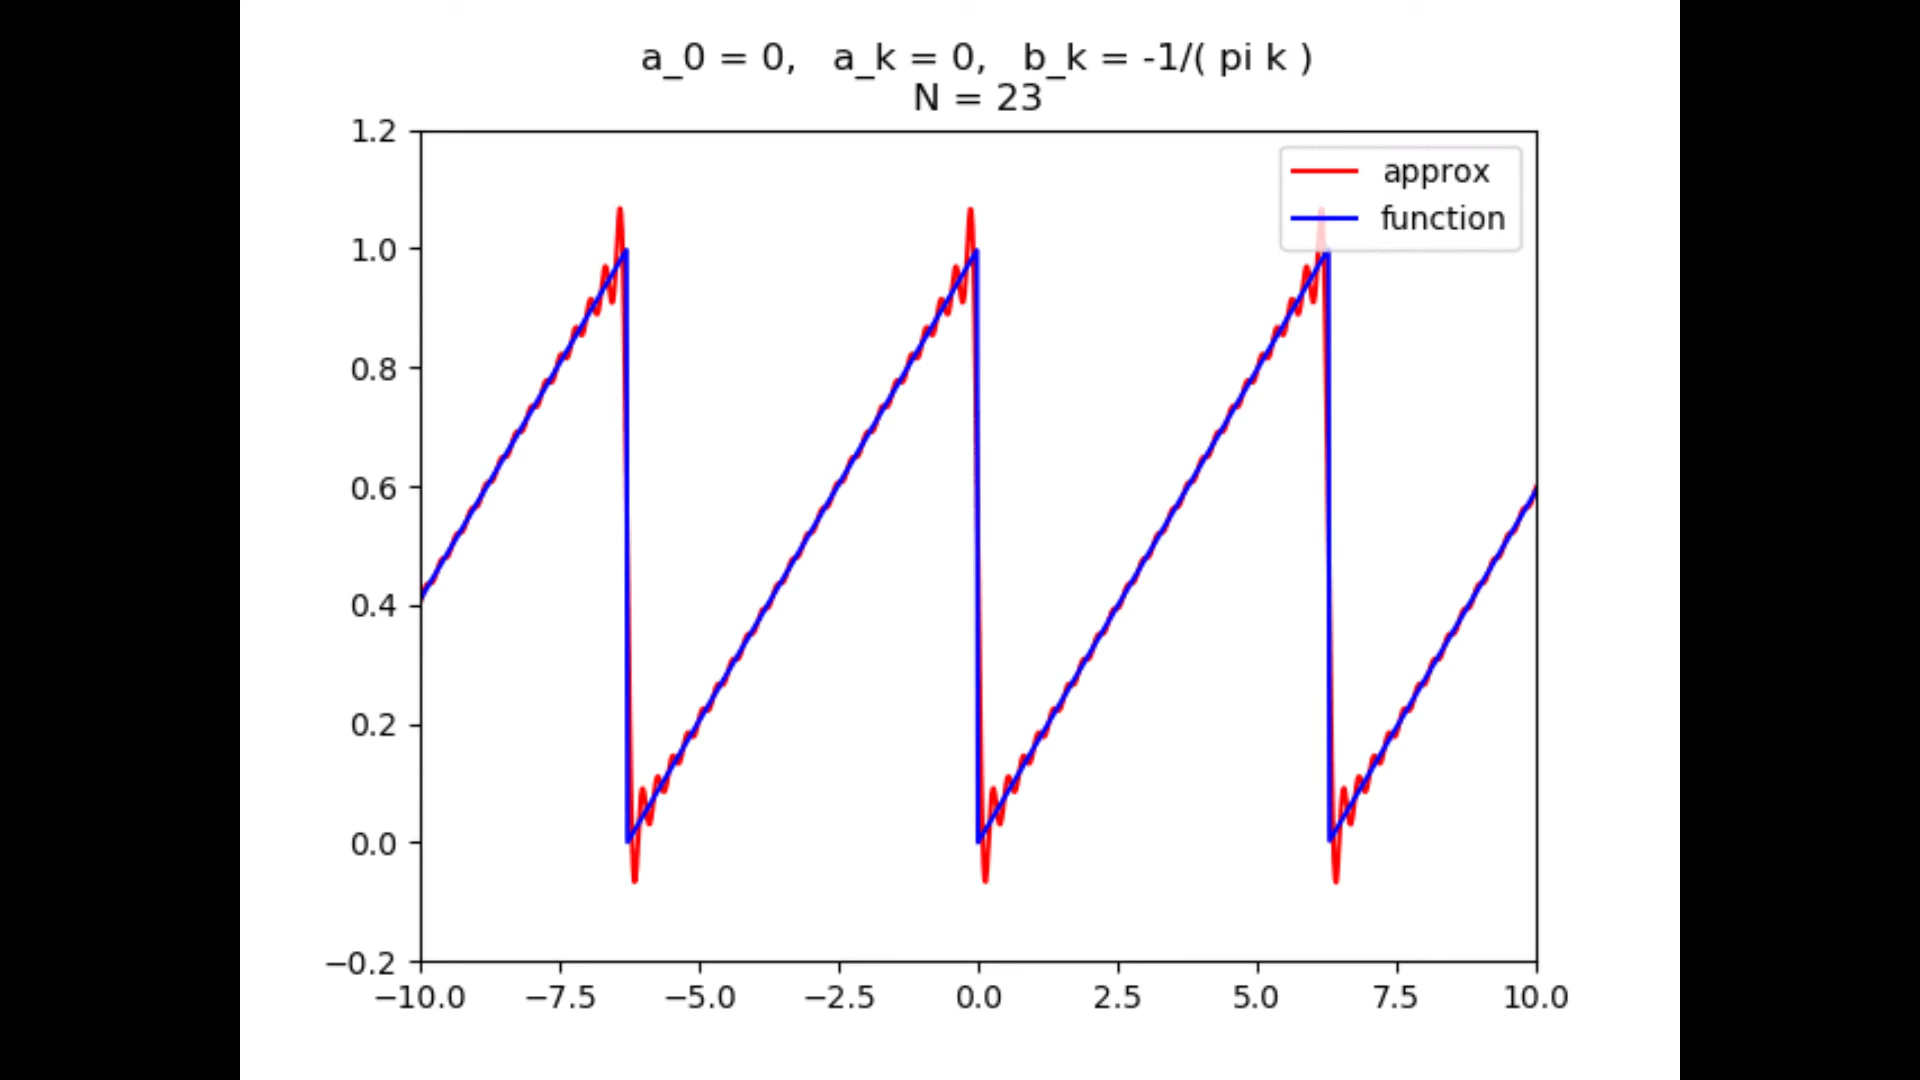 a_0 = 0, a_k = 0, b_k = -1/( pi k )
N = 23
1.2
1.0
0.8
0.6
0.4
0.2
0.0
−0.2
−10.0 −7.5 −5.0 −2.5 0.0 2.5 5.0 7.5 10.0
approx
function